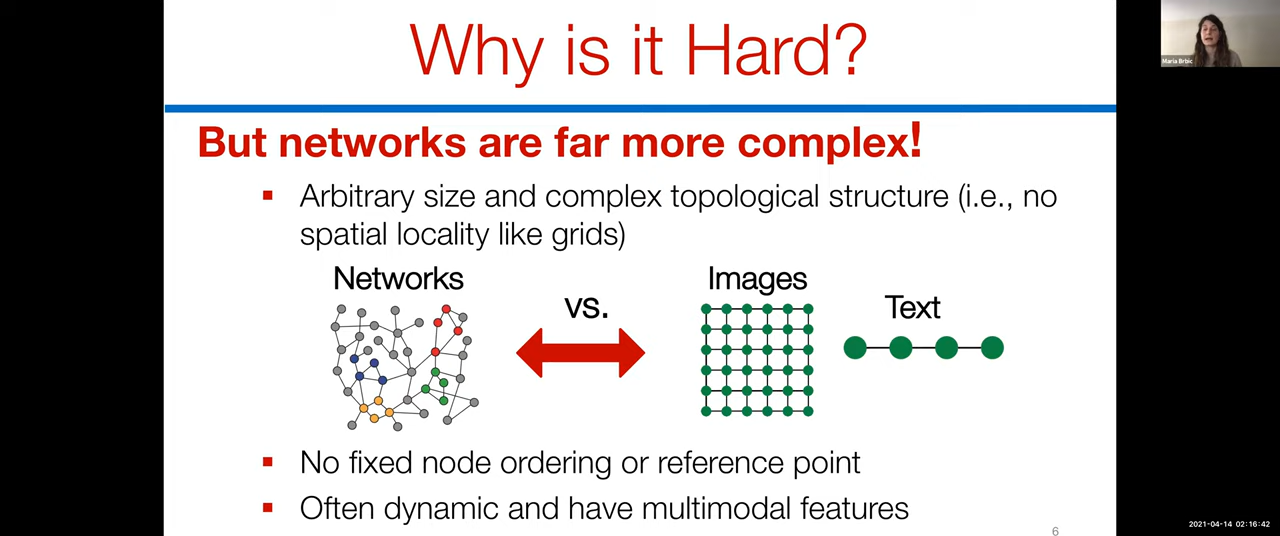 Why is it Hard?
Maria Brbic
But networks are far more complex!
Arbitrary size and complex topological structure (i.e., no
spatial locality like grids)
Networks
vs.
Images
Text
No fixed node ordering or reference point
Often dynamic and have multimodal features
6
2021-04-14 02:16:42